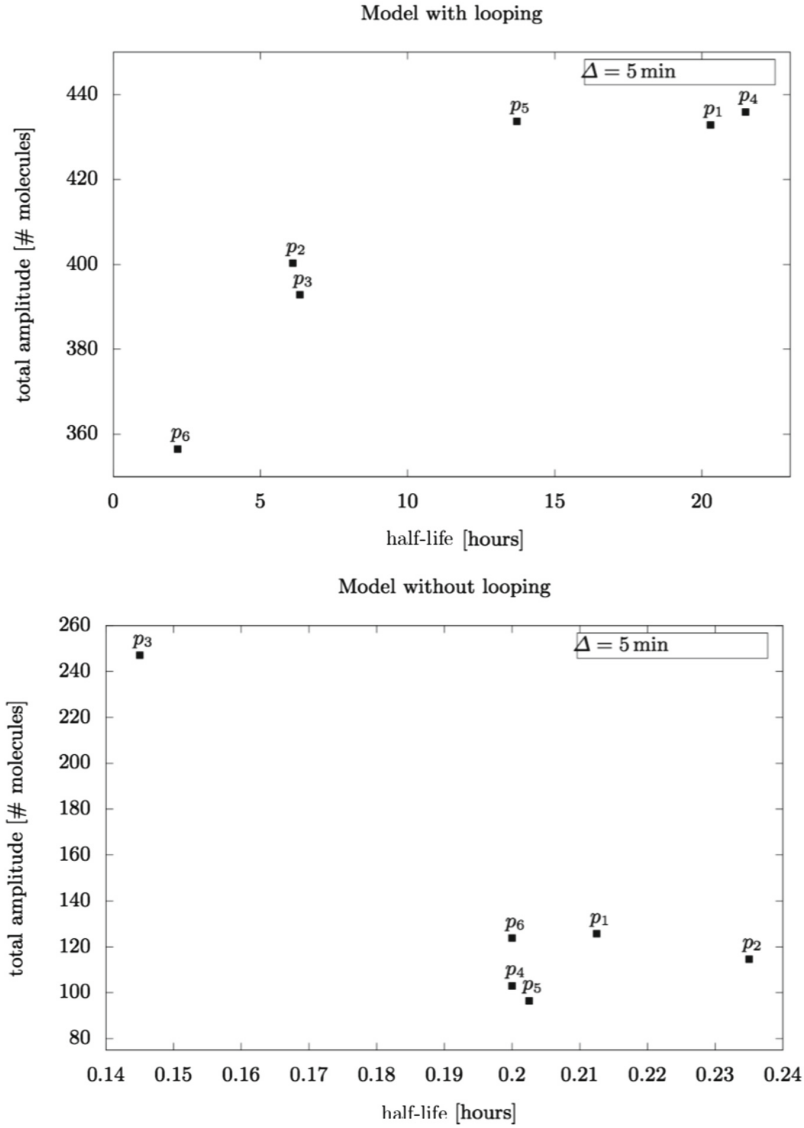 Model with looping
Δ = 5 min
440
420
400
380
360
total amplitude [# molecules]
p₅
p₁
p₄
p₂
p₃
p₆
0 5 10 15 20
half-life [hours]
Model without looping
Δ = 5 min
260
240
220
200
180
160
140
120
100
80
total amplitude [# molecules]
p₃
p₆
p₁
p₂
p₄
p₅
0.14 0.15 0.16 0.17 0.18 0.19 0.2 0.21 0.22 0.23 0.24
half-life [hours]